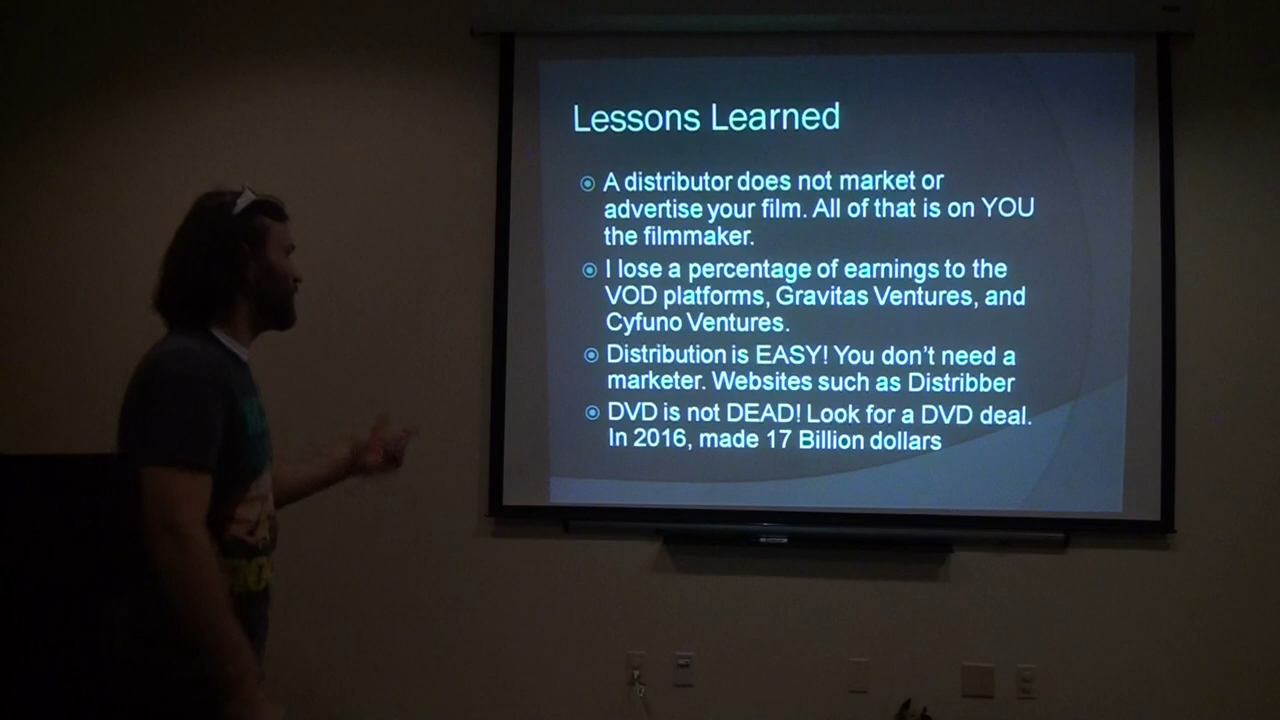 Lessons Learned
A distributor does not market or
advertise your film. All of that is on YOU
the filmmaker.
I lose a percentage of earnings to the
VOD platforms, Gravitas Ventures, and
Cyfuno Ventures.
Distribution is EASY! You don't need a
marketer. Websites such as Distribber
DVD is not DEAD! Look for a DVD deal.
In 2016, made 17 Billion dollars